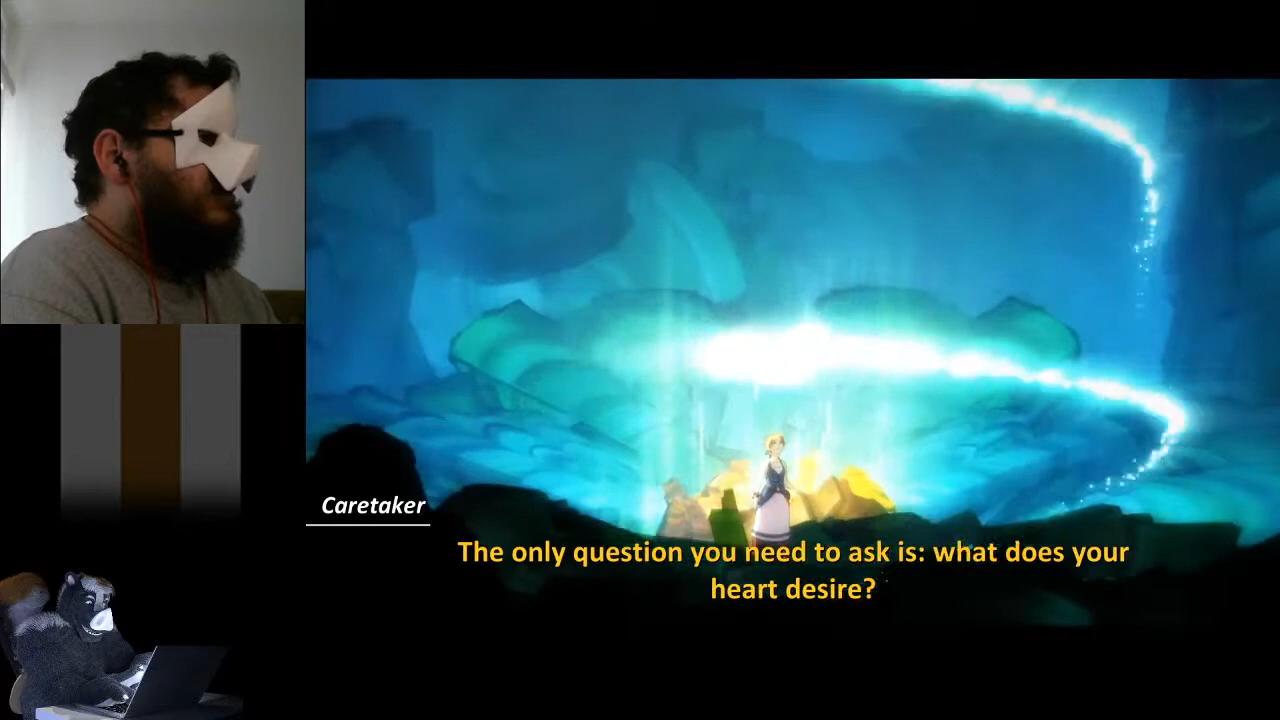 Caretaker
The only question you need to ask is: what does your
heart desire?